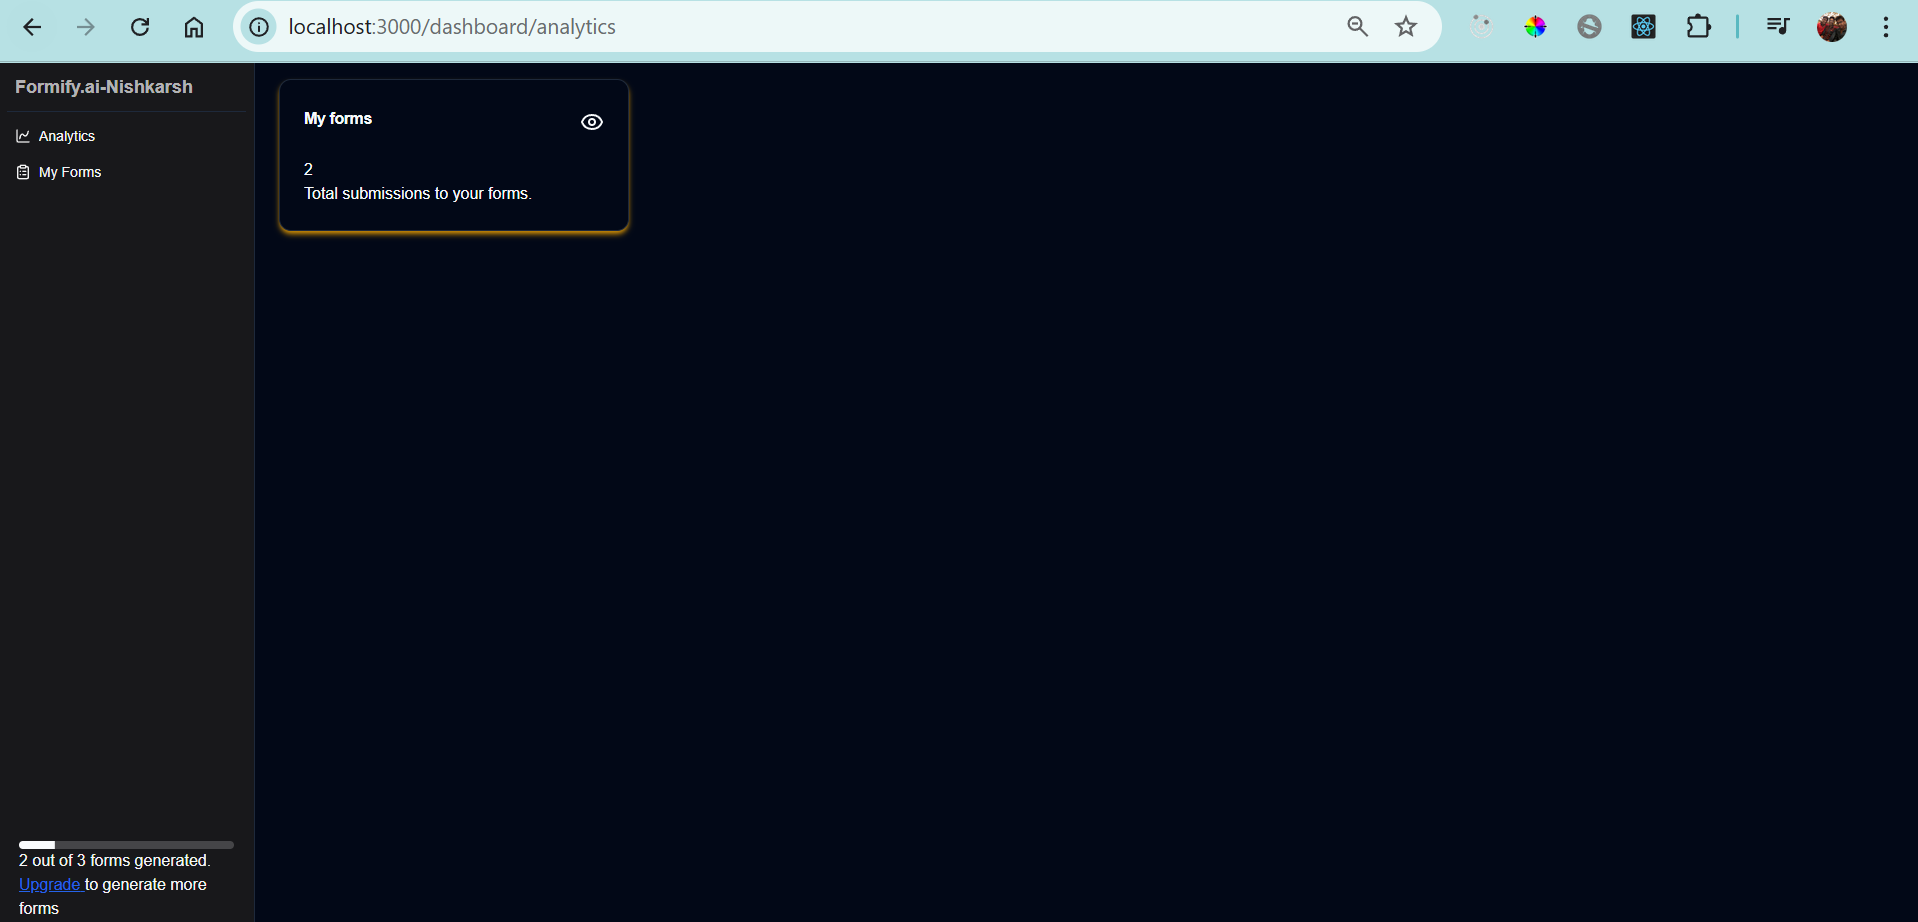 localhost:3000/dashboard/analytics
Formify.ai-Nishkarsh
Analytics
My Forms
My forms
2
Total submissions to your forms.
2 out of 3 forms generated.
Upgrade to generate more
forms